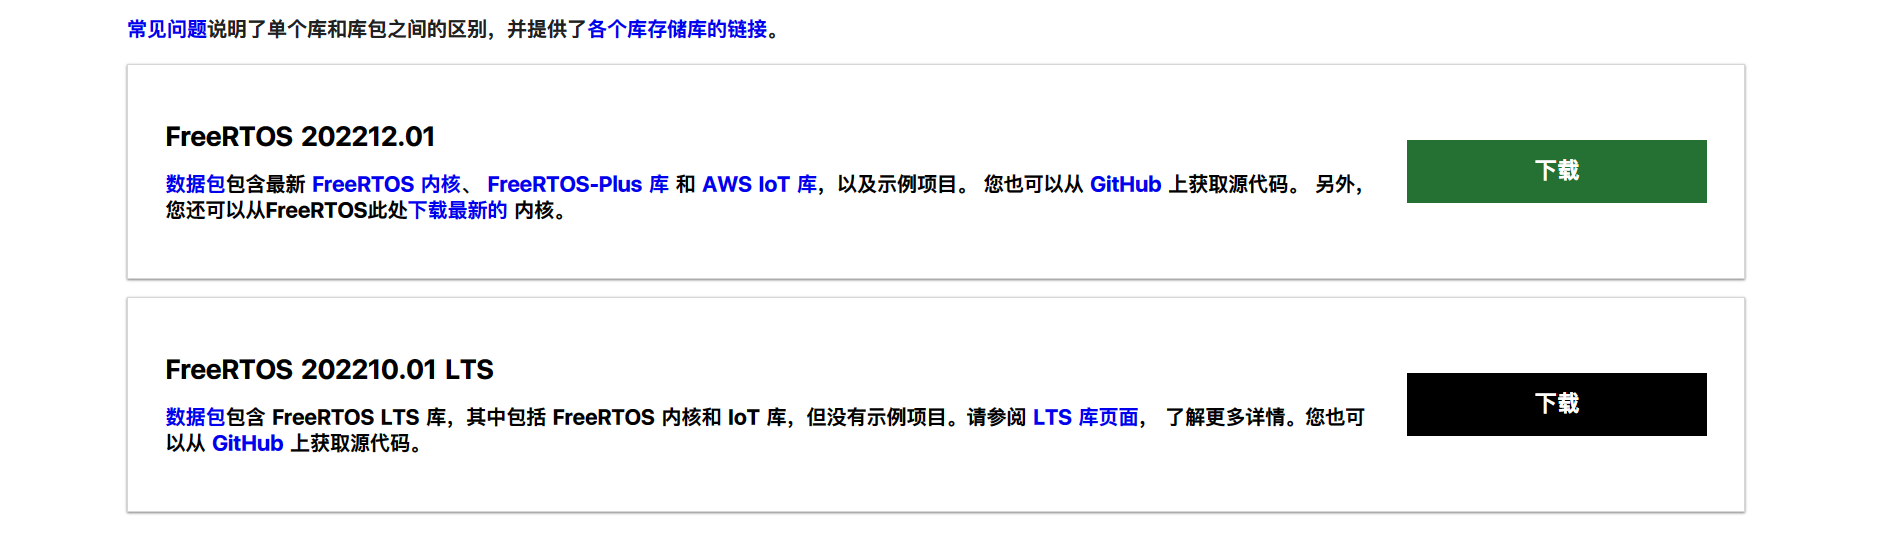 常见问题说明了单个库和库包之间的区别，并提供了各个库存储库的链接。
FreeRTOS 202212.01
数据包包含最新 FreeRTOS 内核、 FreeRTOS-Plus 库 和 AWS IoT 库，以及示例项目。 您也可以从 GitHub 上获取源代码。 另外，
您还可以从FreeRTOS此处下载最新的 内核。
下载
FreeRTOS 202210.01 LTS
数据包包含 FreeRTOS LTS 库，其中包括 FreeRTOS 内核和 IoT 库，但没有示例项目。请参阅 LTS 库页面， 了解更多详情。您也可
以从 GitHub 上获取源代码。
下载